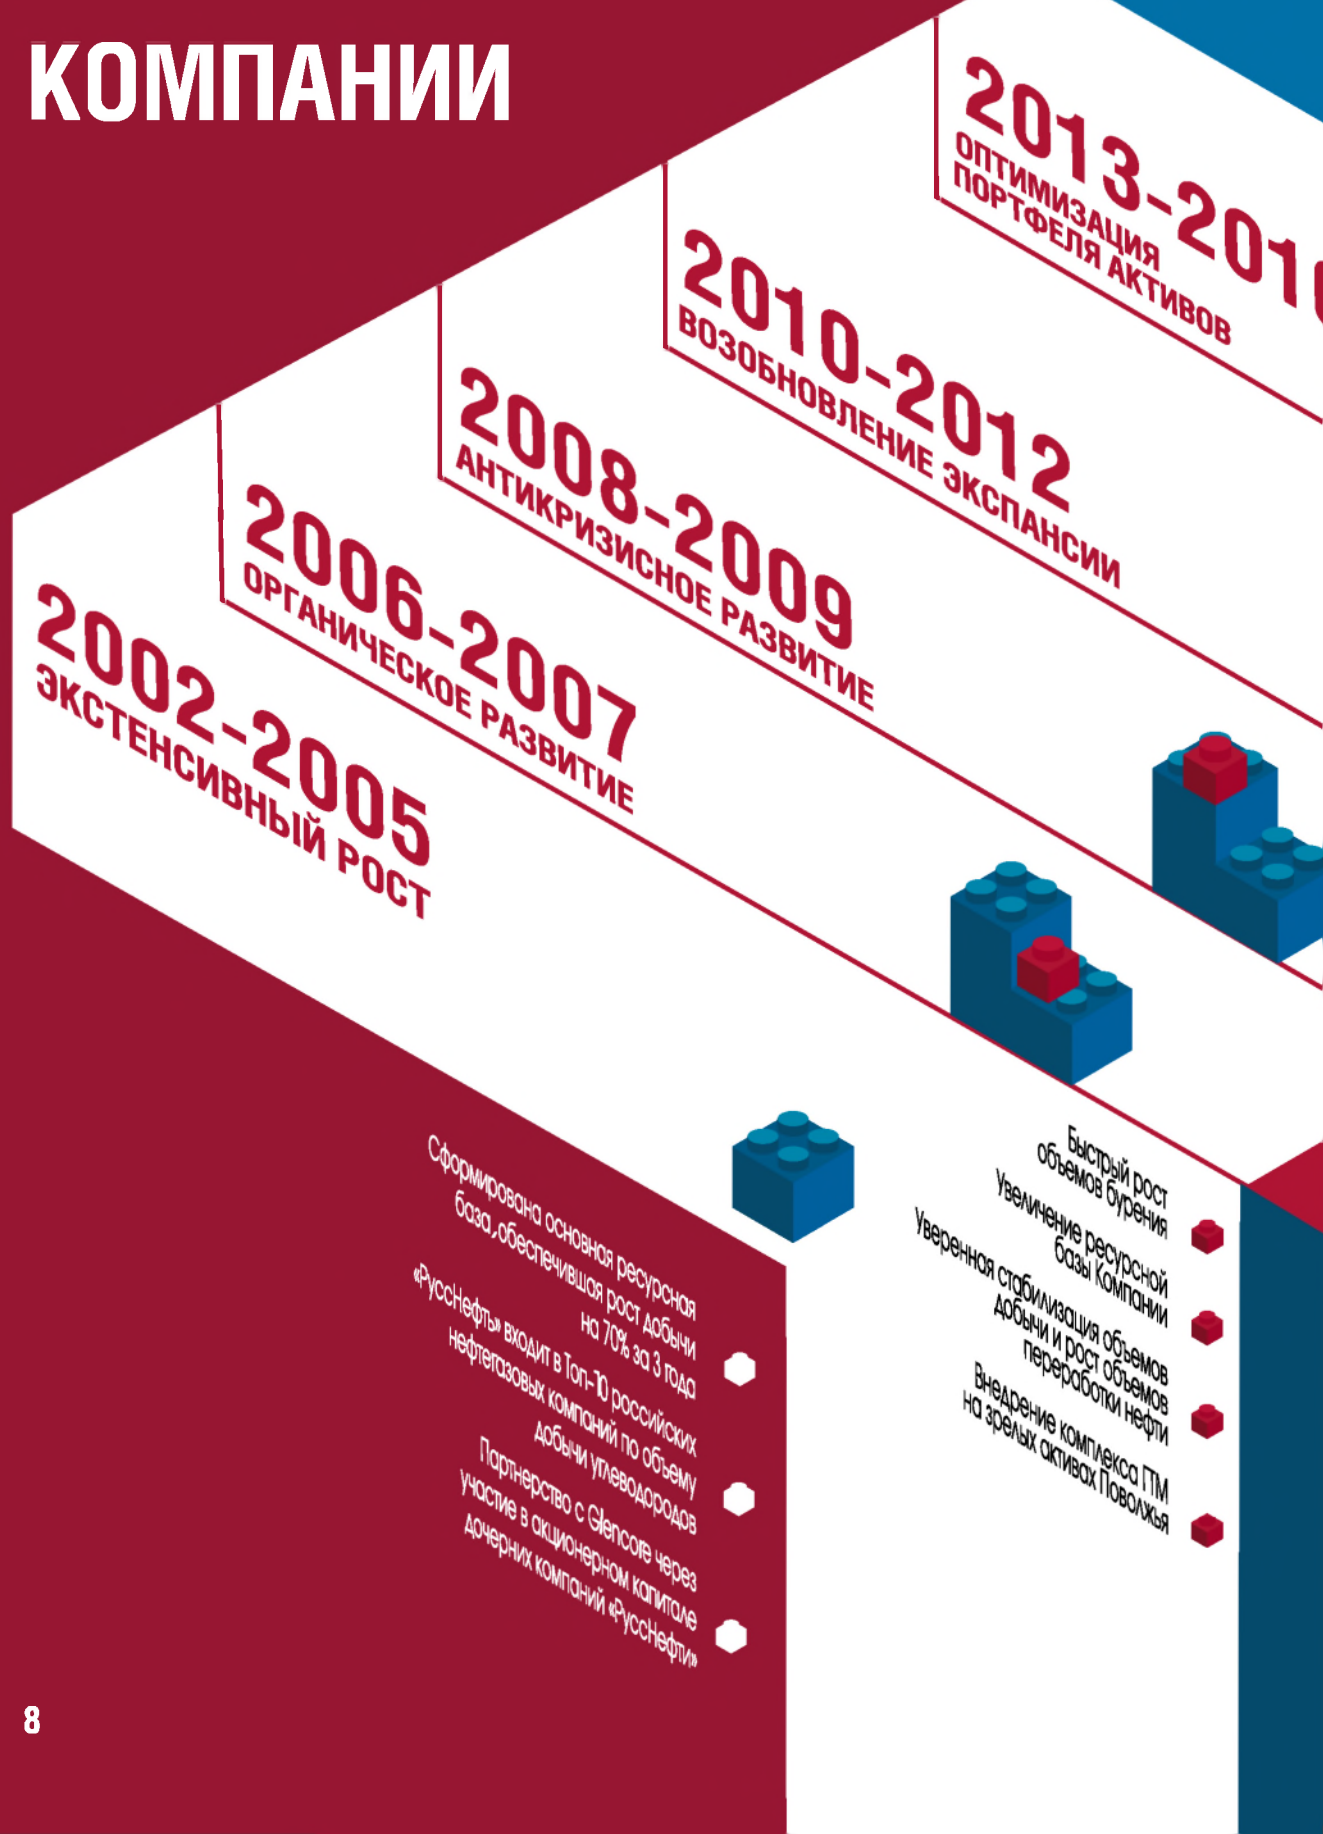 КОМПАНИИ
2013-201
ОПТИМИЗАЦИЯ
ПОРТФЕЛЯ АКТИВОВ
2010-2012
ВОЗОБНОВЛЕНИЕ ЭКСПАНСИИ
2008-2009
АНТИКРИЗИСНОЕ РАЗВИТИЕ
2006-2007
ОРГАНИЧЕСКОЕ РАЗВИТИЕ
2002-2005
ЭКСТЕНСИВНЫЙ РОСТ
Сформирована основная ресурсная
база, обеспечившая рост добычи
на 70% за 3 года
«РуссНефть» входит в Топ-10 российских
нефтегазовых компаний по объему
добычи углеводородов
Партнерство с Glencore через
участие в акционерном капитале
дочерних компаний «РуссНефти»
Быстрый рост
объемов бурения
Увеличение ресурсной
базы Компании
Уверенная стабилизация объемов
добычи и рост объемов
переработки нефти
Внедрение комплекса ГТМ
на зрелых активах Поволжья
8